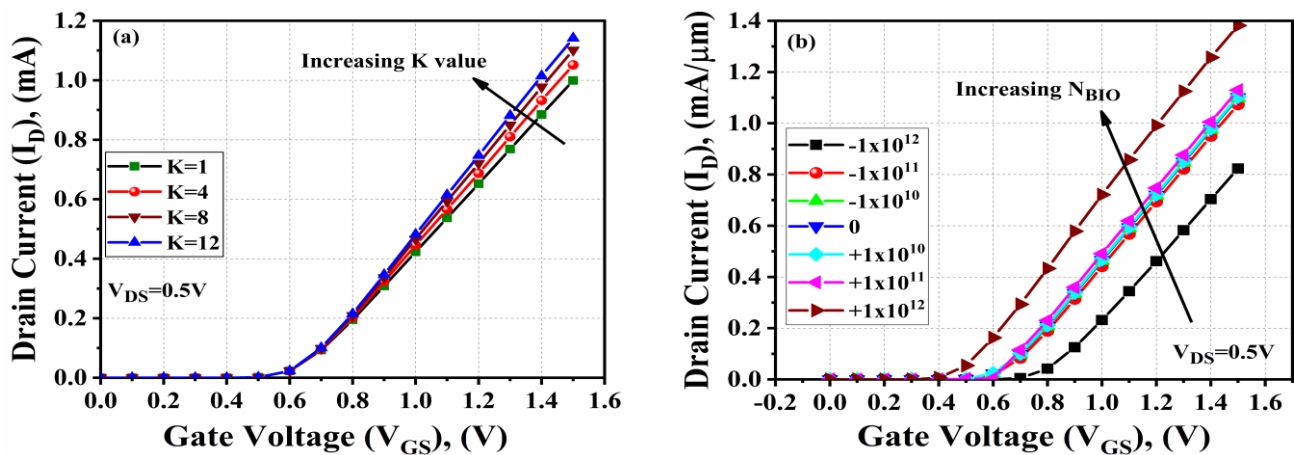 (a)
Increasing K value
K=1
K=4
K=8
K=12
V_DS=0.5V
Drain Current (I_D), (mA)
1.2
1.0
0.8
0.6
0.4
0.2
0.0
0.0 0.2 0.4 0.6 0.8 1.0 1.2 1.4 1.6
Gate Voltage (V_GS), (V)
(b)
Increasing N_BIO
-1x10^12
-1x10^11
-1x10^10
0
+1x10^10
+1x10^11
+1x10^12
V_DS=0.5V
Drain Current (I_D), (mA/μm)
1.4
1.2
1.0
0.8
0.6
0.4
0.2
0.0
-0.2 0.0 0.2 0.4 0.6 0.8 1.0 1.2 1.4 1.6
Gate Voltage (V_GS), (V)